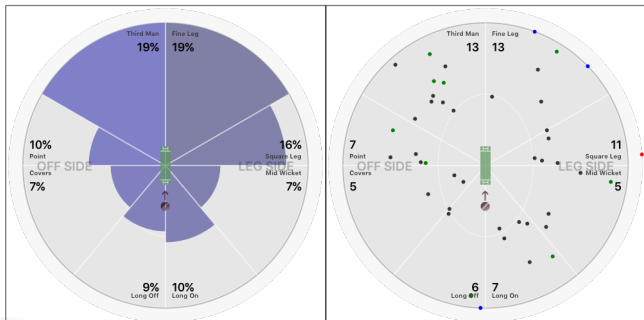 Third Man Fine Leg
19% 19%
10% 16%
Point Square Leg
OFF SIDE LEG SIDE
Covers Mid Wicket
7% 7%
9% 10%
Long Off Long On
Third Man Fine Leg
13 13
7 11
Point Square Leg
OFF SIDE LEG SIDE
Covers Mid Wicket
5 5
6 7
Long Off Long On